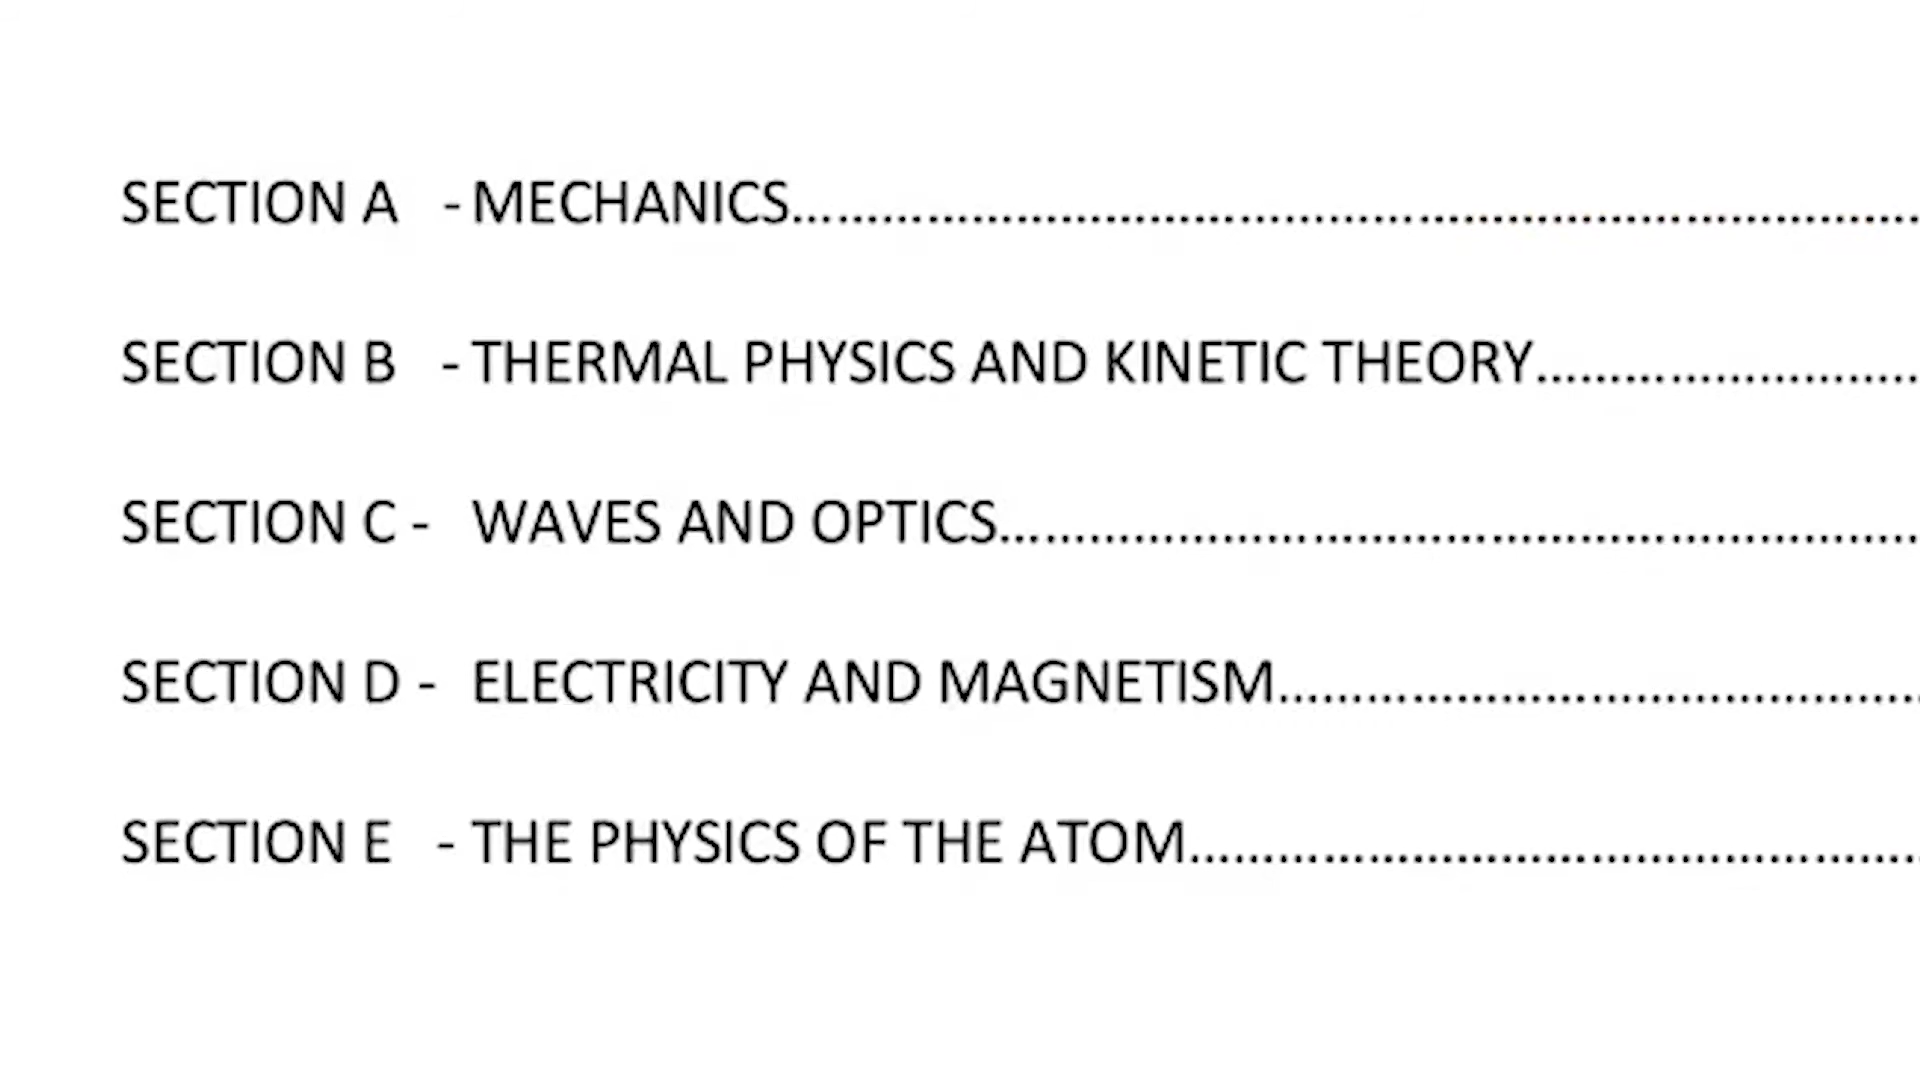 SECTION A - MECHANICS........................................................................
SECTION B - THERMAL PHYSICS AND KINETIC THEORY..........................
SECTION C - WAVES AND OPTICS..............................................................
SECTION D - ELECTRICITY AND MAGNETISM...........................................
SECTION E - THE PHYSICS OF THE ATOM.................................................